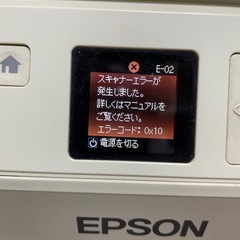 E-02
スキャナーエラーが
発生しました。
詳しくはマニュアルを
ご覧ください。
エラーコード：0x10
電源を切る
EPSON